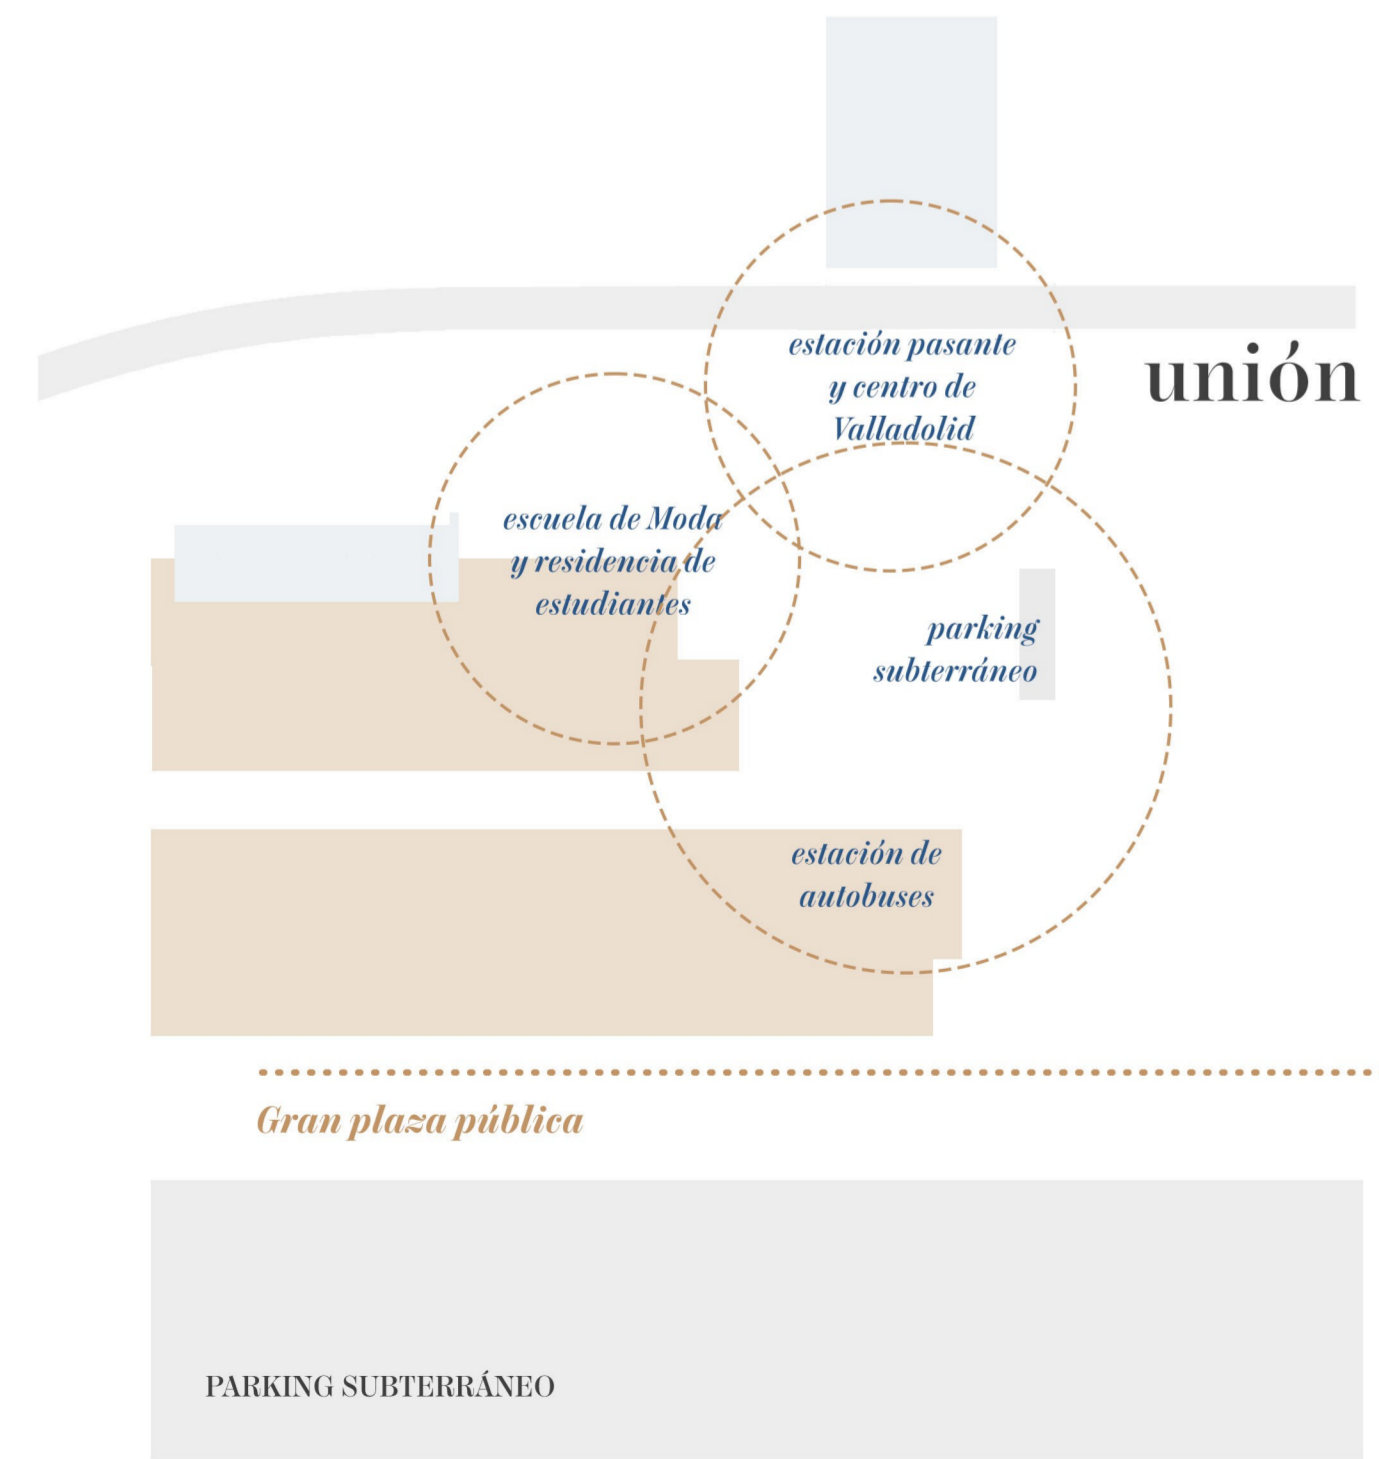 estación pasante
y centro de
Valladolid
unión
escuela de Moda
y residencia de
estudiantes
parking
subterráneo
estación de
autobuses
Gran plaza pública
PARKING SUBTERRÁNEO